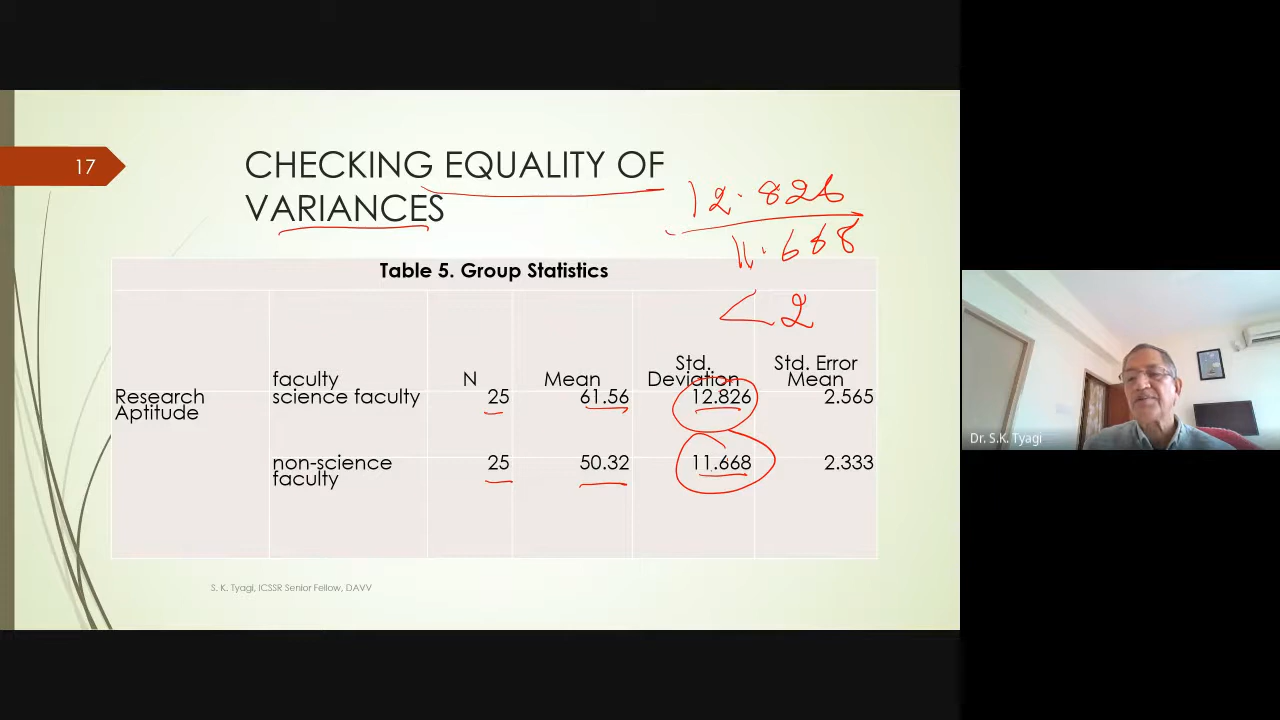 17
CHECKING EQUALITY OF
VARIANCES
12.826
11.668
< 2
Table 5. Group Statistics
faculty N Mean Std. Deviation Std. Error Mean
Research Aptitude science faculty 25 61.56 12.826 2.565
non-science faculty 25 50.32 11.668 2.333
S. K. Tyagi, ICSSR Senior Fellow, DAVV
Dr. S.K. Tyagi